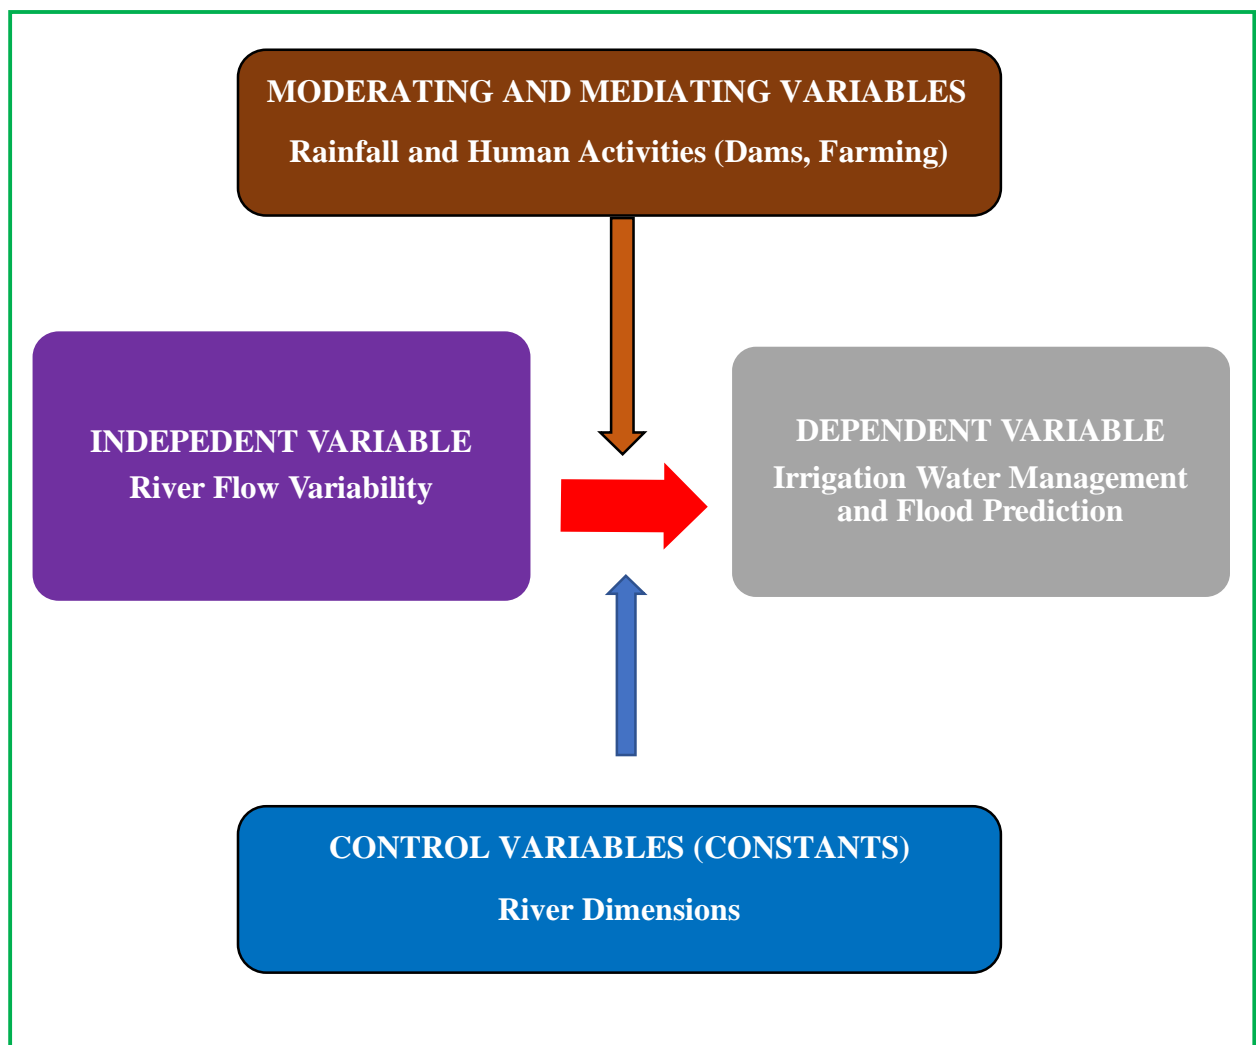 MODERATING AND MEDIATING VARIABLES
Rainfall and Human Activities (Dams, Farming)
INDEPEDENT VARIABLE
River Flow Variability
DEPENDENT VARIABLE
Irrigation Water Management
and Flood Prediction
CONTROL VARIABLES (CONSTANTS)
River Dimensions